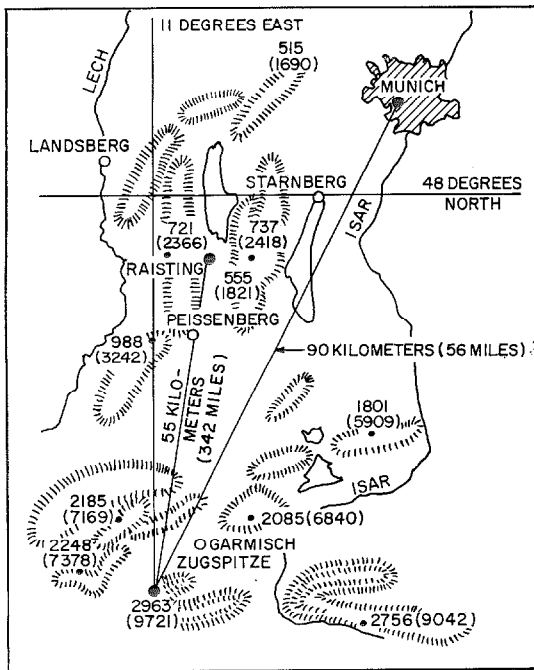 11 DEGREES EAST
515
(1690)
LECH
MUNICH
LANDSBERG
STARNBERG
48 DEGREES
NORTH
ISAR
721
(2366)
737
(2418)
RAISTING
555
(1821)
PEISSENBERG
988
(3242)
90 KILOMETERS (56 MILES)
55 KILO-
METERS
(342 MILES)
1801
(5909)
ISAR
2185
(7169)
2085(6840)
2248
(7378)
GARMISCH
ZUGSPITZE
2963
(9721)
2756(9042)